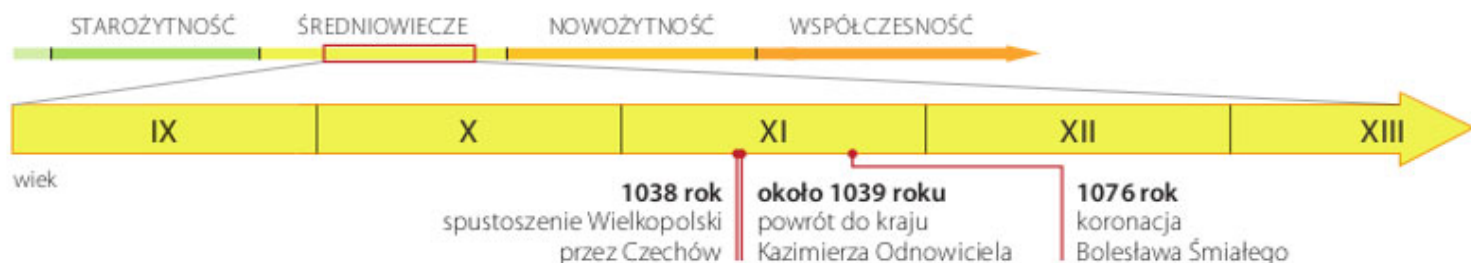 STAROŻYTNOŚĆ ŚREDNIOWIECZE NOWOŻYTNOŚĆ WSPÓŁCZESNOŚĆ
IX X XI XII XIII
wiek
1038 rok
spustoszenie Wielkopolski
przez Czechów
około 1039 roku
powrót do kraju
Kazimierza Odnowiciela
1076 rok
koronacja
Bolesława Śmiałego